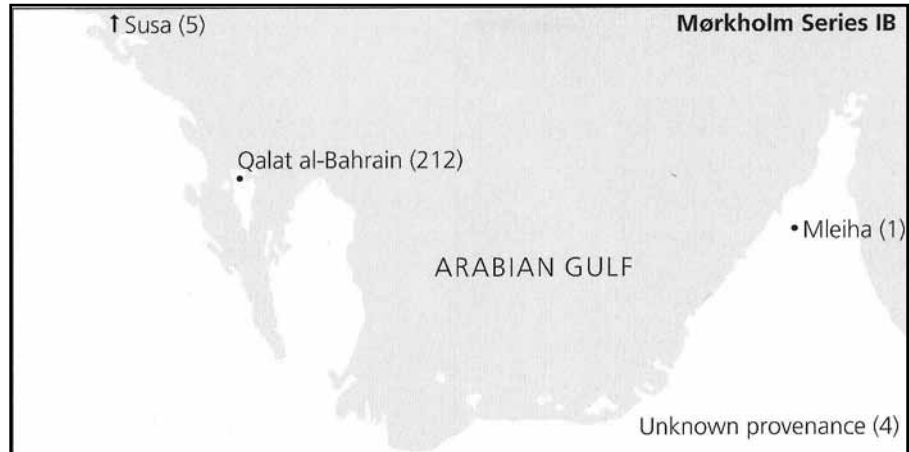 ↑ Susa (5)
Mørkholm Series IB
Qalat al-Bahrain (212)
• Mleiha (1)
ARABIAN GULF
Unknown provenance (4)